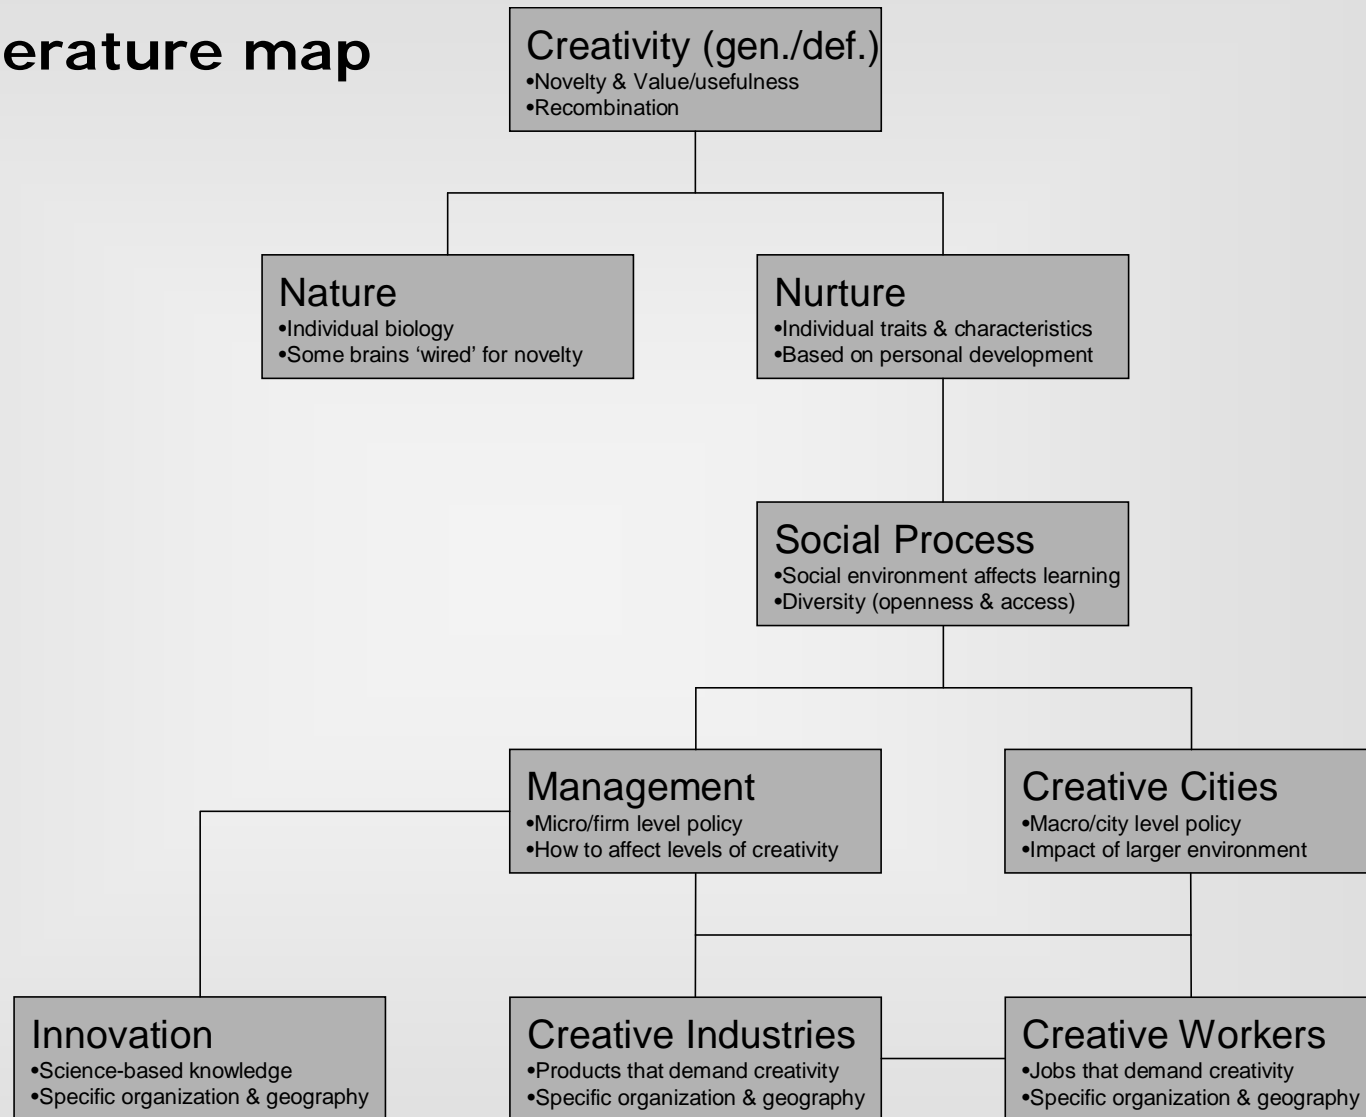 erature map
Creativity (gen./def.)
•Novelty & Value/usefulness
•Recombination
Nature
•Individual biology
•Some brains ‘wired’ for novelty
Nurture
•Individual traits & characteristics
•Based on personal development
Social Process
•Social environment affects learning
•Diversity (openness & access)
Management
•Micro/firm level policy
•How to affect levels of creativity
Creative Cities
•Macro/city level policy
•Impact of larger environment
Innovation
•Science-based knowledge
•Specific organization & geography
Creative Industries
•Products that demand creativity
•Specific organization & geography
Creative Workers
•Jobs that demand creativity
•Specific organization & geography